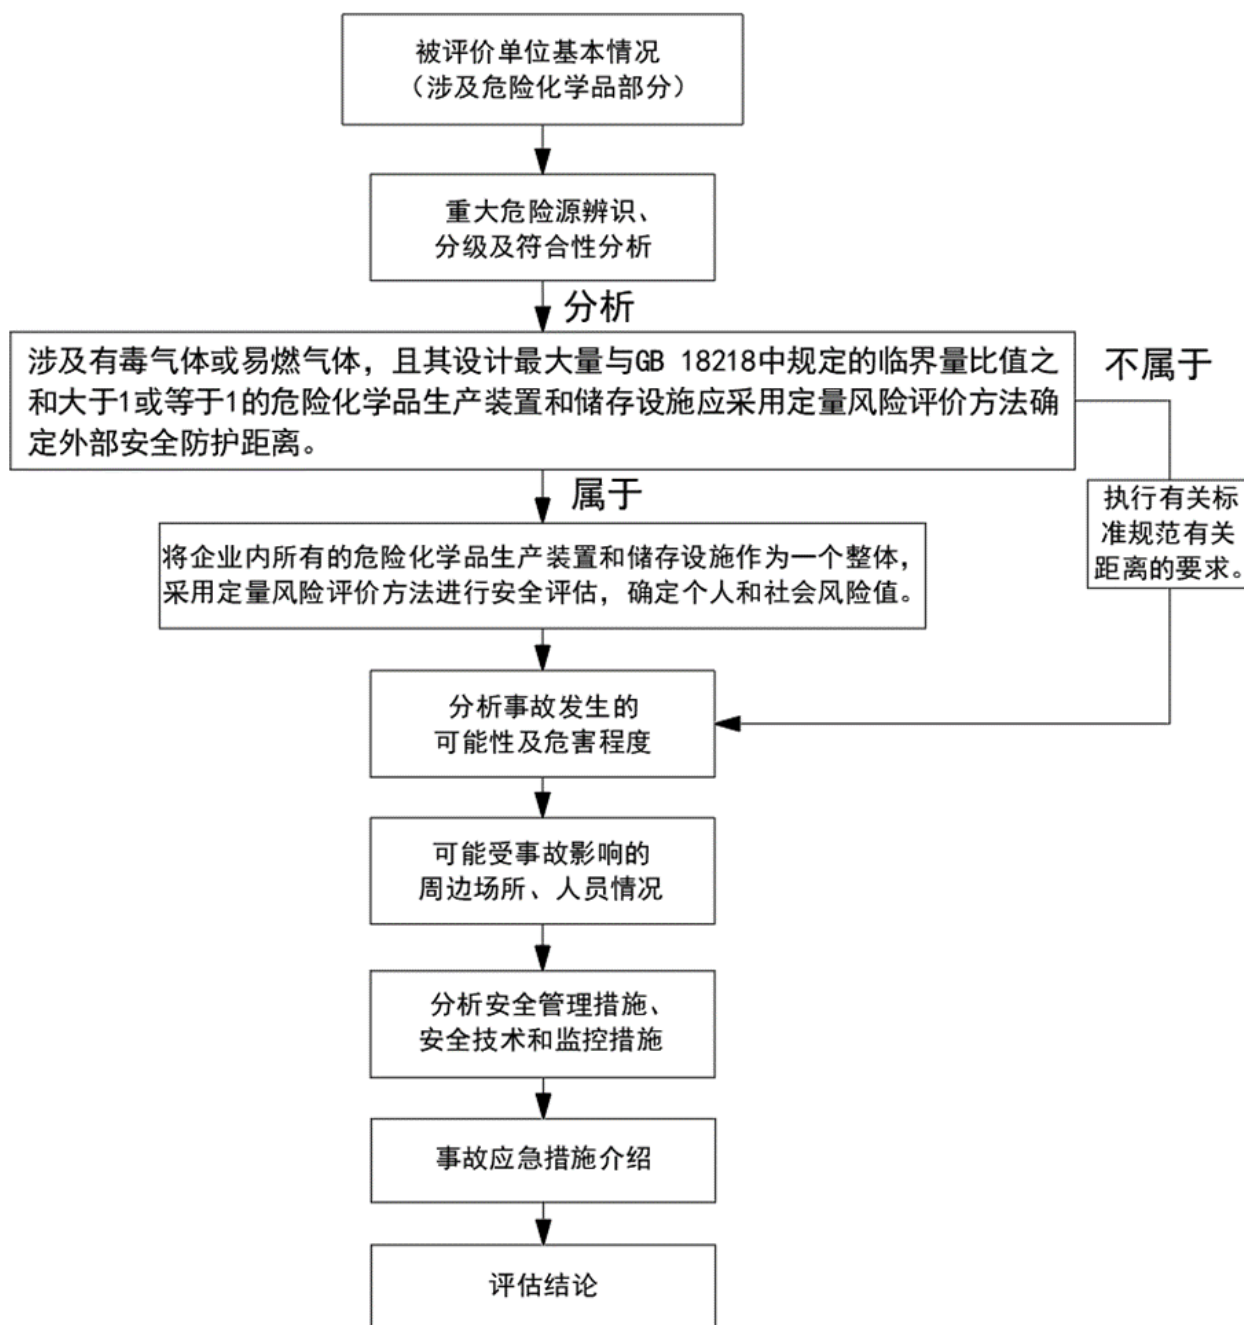 被评价单位基本情况
（涉及危险化学品部分）
重大危险源辨识、
分级及符合性分析
分析
涉及有毒气体或易燃气体，且其设计最大量与GB 18218中规定的临界量比值之
和大于1或等于1的危险化学品生产装置和储存设施应采用定量风险评价方法确
定外部安全防护距离。
不属于
属于
执行有关标
准规范有关
距离的要求。
将企业内所有的危险化学品生产装置和储存设施作为一个整体，
采用定量风险评价方法进行安全评估，确定个人和社会风险值。
分析事故发生的
可能性及危害程度
可能受事故影响的
周边场所、人员情况
分析安全管理措施、
安全技术和监控措施
事故应急措施介绍
评估结论